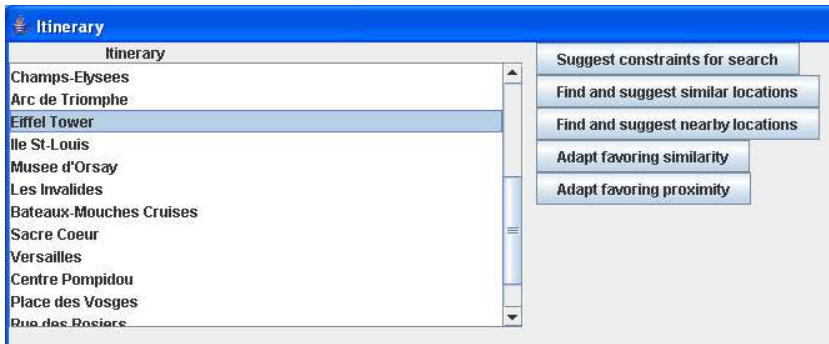 Itinerary
Itinerary
Champs-Elysees
Arc de Triomphe
Eiffel Tower
Ile St-Louis
Musee d'Orsay
Les Invalides
Bateaux-Mouches Cruises
Sacre Coeur
Versailles
Centre Pompidou
Place des Vosges
Rue des Rosiers
Suggest constraints for search
Find and suggest similar locations
Find and suggest nearby locations
Adapt favoring similarity
Adapt favoring proximity